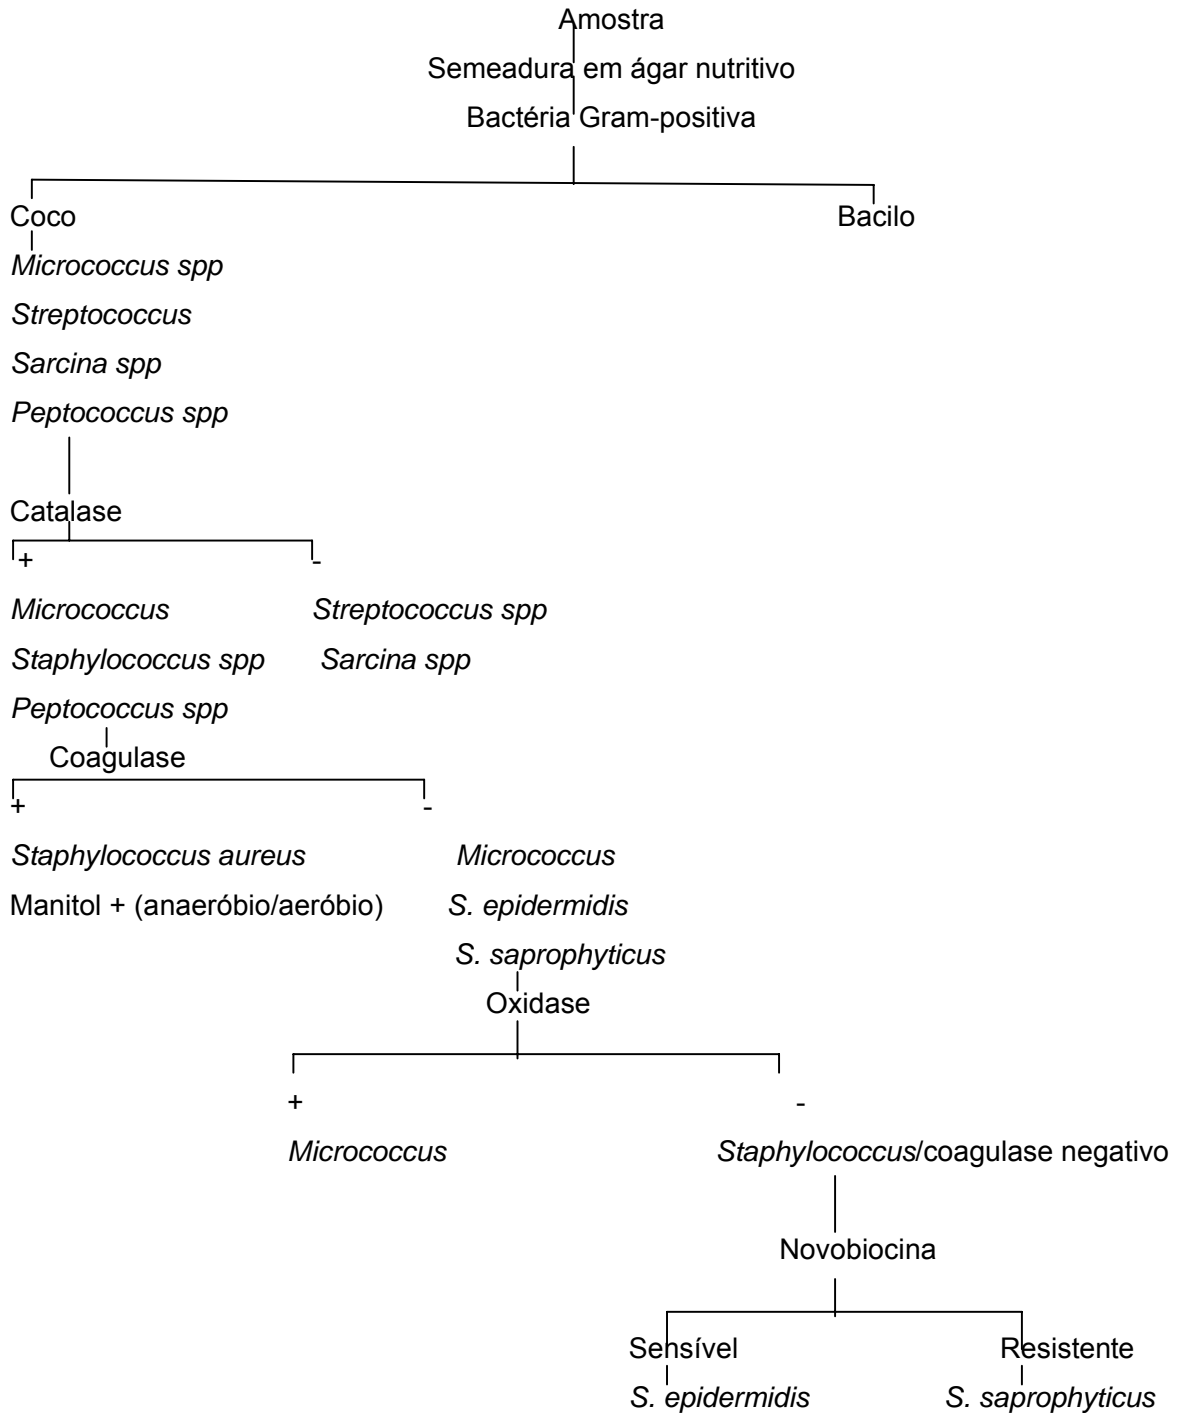 Amostra
Semeadura em ágar nutritivo
Bactéria Gram-positiva
Coco Bacilo
Micrococcus spp
Streptococcus
Sarcina spp
Peptococcus spp
Catalase
+ -
Micrococcus Streptococcus spp
Staphylococcus spp Sarcina spp
Peptococcus spp
Coagulase
+ -
Staphylococcus aureus Micrococcus
Manitol + (anaeróbio/aeróbio) S. epidermidis
S. saprophyticus
Oxidase
+ -
Micrococcus Staphylococcus/coagulase negativo
Novobiocina
Sensível Resistente
S. epidermidis S. saprophyticus